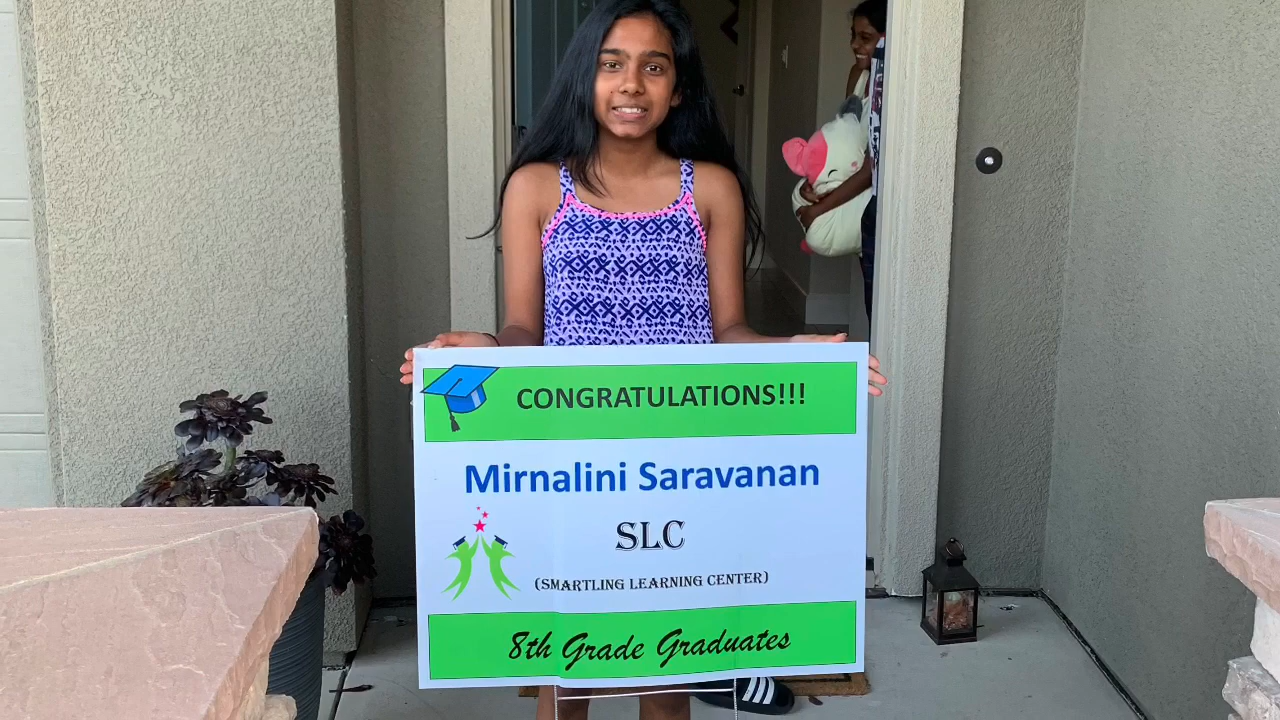 CONGRATULATIONS!!!
Mirnalini Saravanan
SLC
(SMARTLING LEARNING CENTER)
8th Grade Graduates